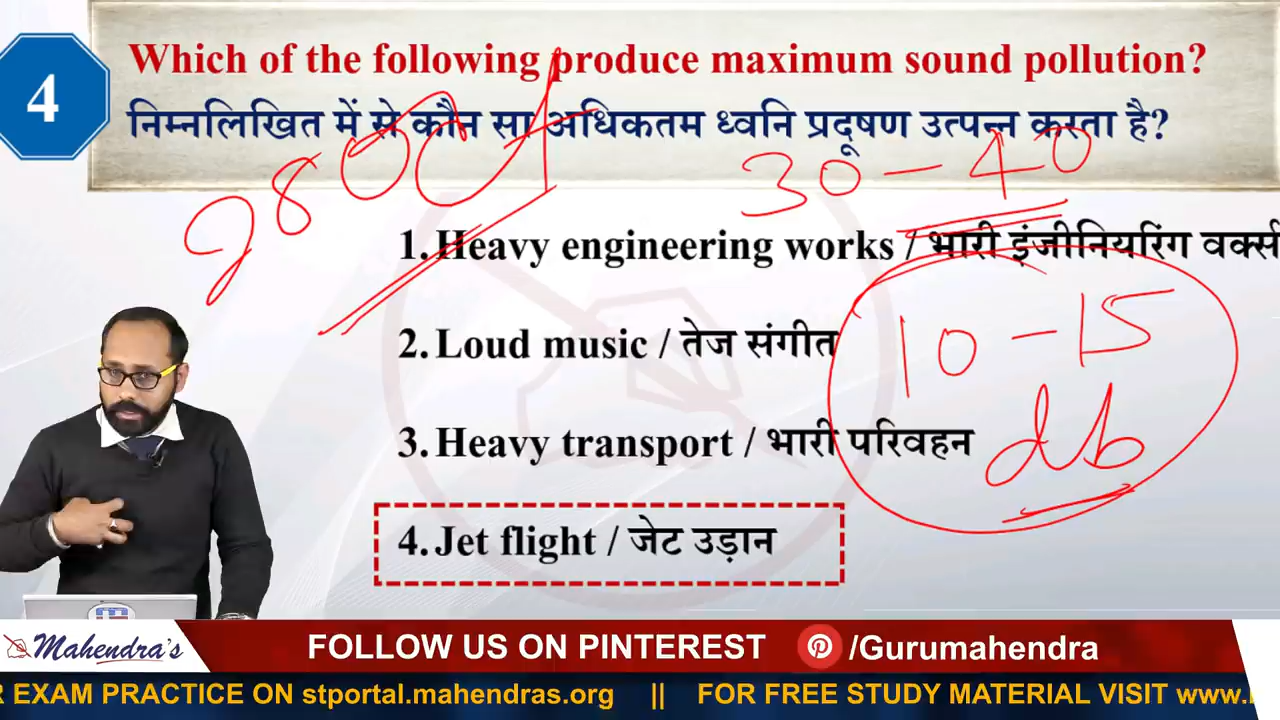 4
Which of the following produce maximum sound pollution?
निम्नलिखित में से कौन सा अधिकतम ध्वनि प्रदूषण उत्पन्न करता है?
30 - 40
1. Heavy engineering works / भारी इंजीनियरिंग वर्क्स
2. Loud music / तेज संगीत
10 - 15
db
3. Heavy transport / भारी परिवहन
4. Jet flight / जेट उड़ान
Mahendra's
FOLLOW US ON PINTEREST /Gurumahendra
R EXAM PRACTICE ON stportal.mahendras.org || FOR FREE STUDY MATERIAL VISIT www.